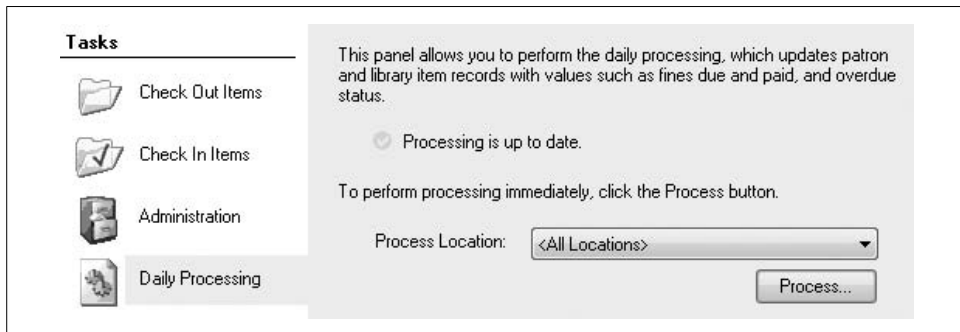 Tasks
Check Out Items
Check In Items
Administration
Daily Processing
This panel allows you to perform the daily processing, which updates patron
and library item records with values such as fines due and paid, and overdue
status.
Processing is up to date.
To perform processing immediately, click the Process button.
Process Location: <All Locations>
Process...